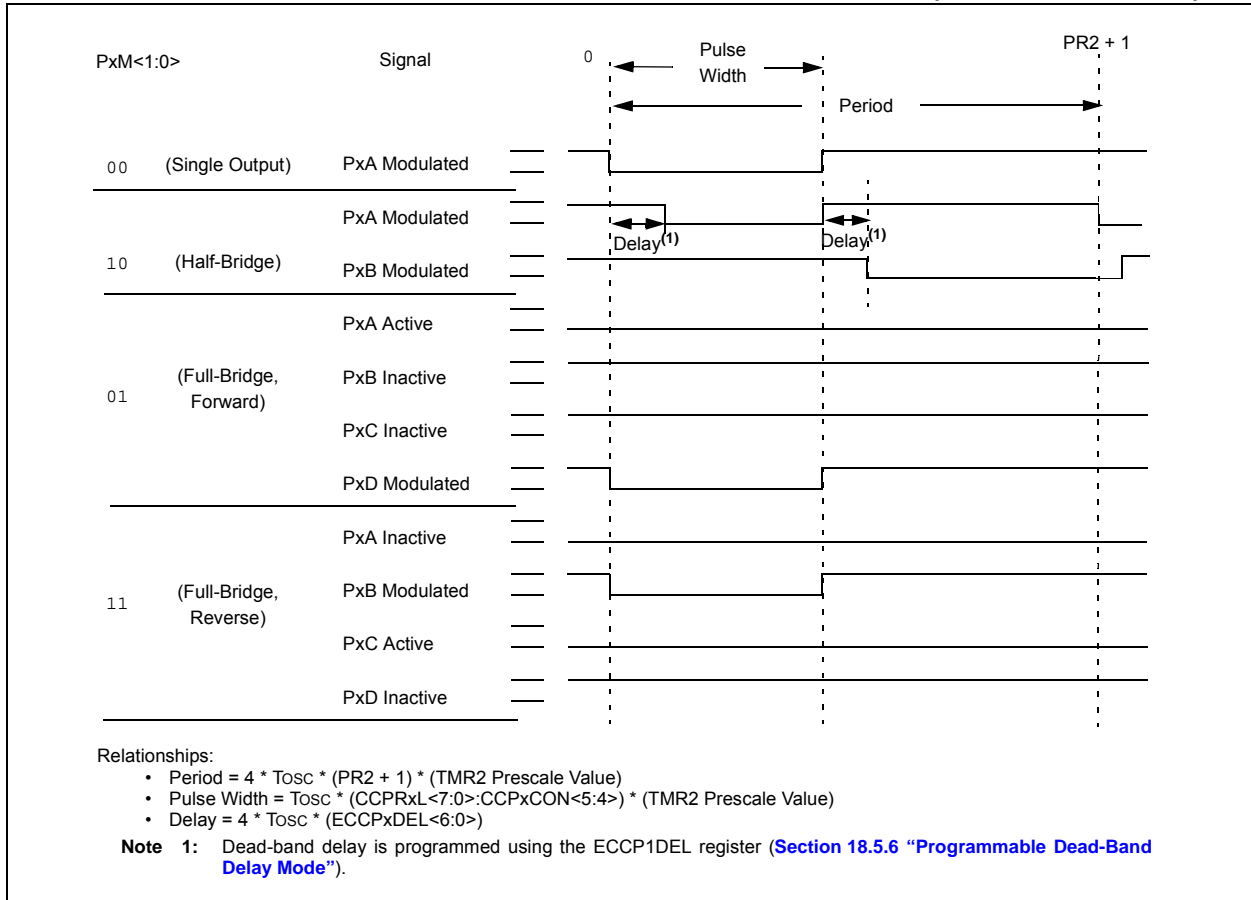 PxM<1:0>
Signal
0
Pulse
Width
PR2 + 1
Period
00 (Single Output) PxA Modulated
PxA Modulated
Delay(1)
Delay(1)
10 (Half-Bridge)
PxB Modulated
PxA Active
(Full-Bridge,
Forward)
PxB Inactive
01
PxC Inactive
PxD Modulated
PxA Inactive
(Full-Bridge,
Reverse)
PxB Modulated
11
PxC Active
PxD Inactive
Relationships:
• Period = 4 * TOSC * (PR2 + 1) * (TMR2 Prescale Value)
• Pulse Width = TOSC * (CCPRxL<7:0>:CCPxCON<5:4>) * (TMR2 Prescale Value)
• Delay = 4 * TOSC * (ECCPxDEL<6:0>)
Note 1: Dead-band delay is programmed using the ECCP1DEL register (Section 18.5.6 “Programmable Dead-Band
Delay Mode”).